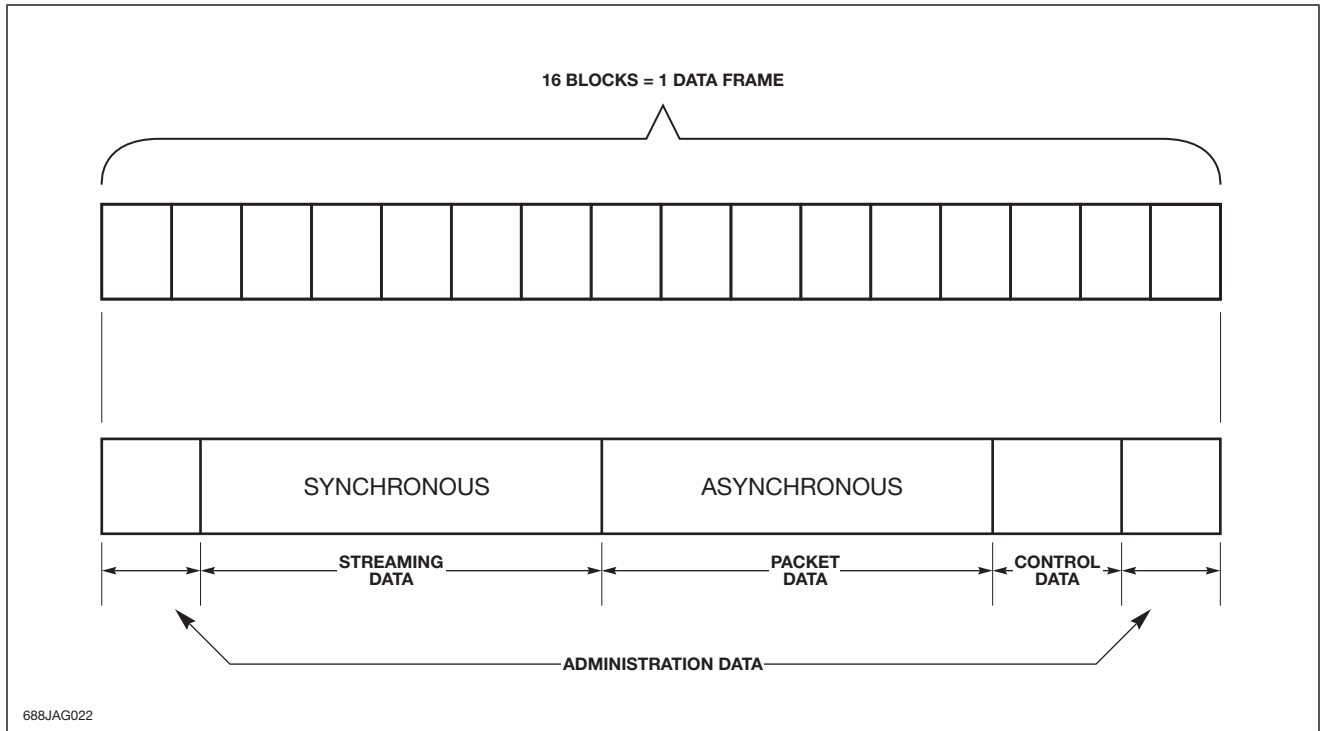 16 BLOCKS = 1 DATA FRAME
SYNCHRONOUS
ASYNCHRONOUS
STREAMING
DATA
PACKET
DATA
CONTROL
DATA
ADMINISTRATION DATA
688JAG022